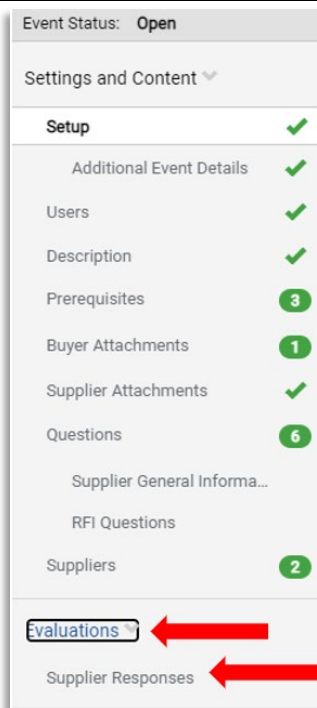 Event Status: Open
Settings and Content
Setup
Additional Event Details
Users
Description
Prerequisites 3
Buyer Attachments 1
Supplier Attachments
Questions 6
Supplier General Informa...
RFI Questions
Suppliers 2
Evaluations
Supplier Responses